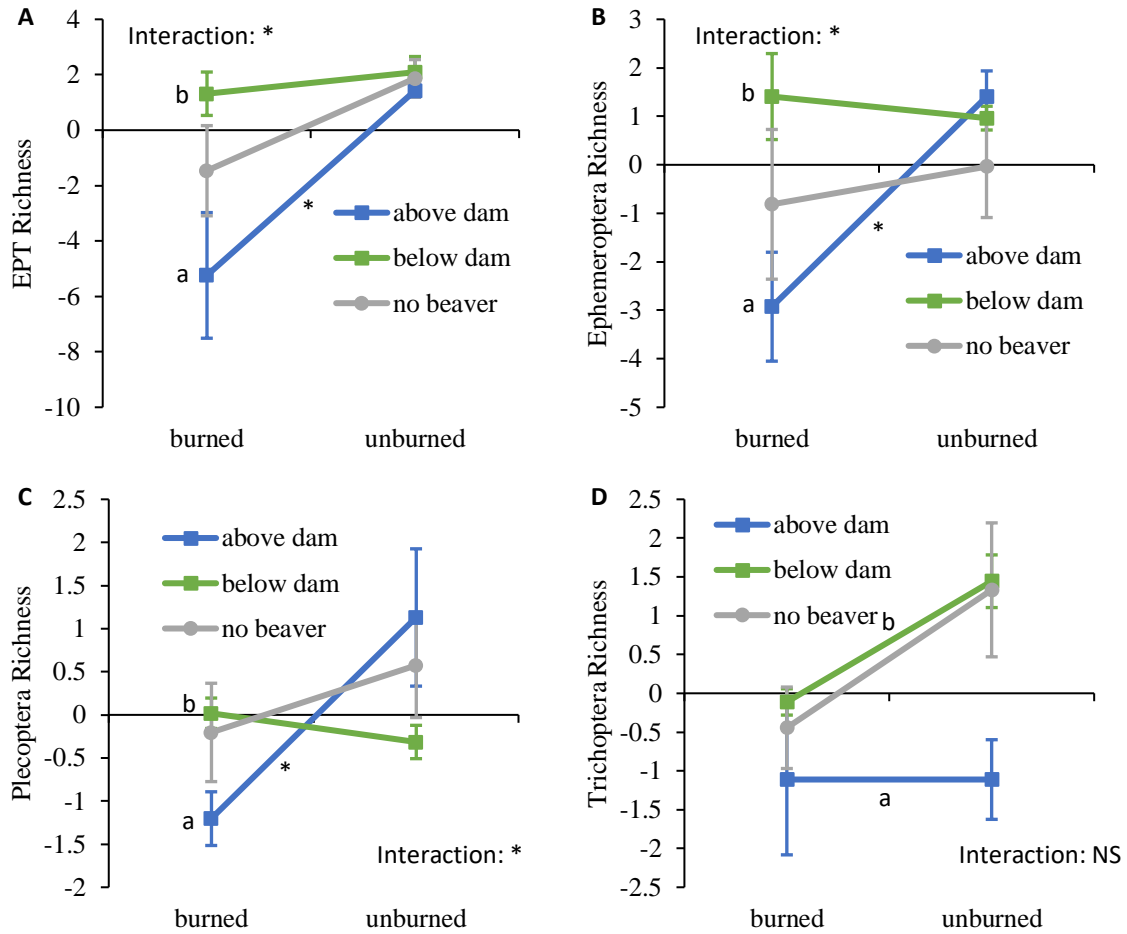 A
Interaction: *
4
2
0
-2
-4
-6
-8
-10
EPT Richness
b
a
*
above dam
below dam
no beaver
burned
unburned
B
Interaction: *
3
2
1
0
-1
-2
-3
-4
-5
Ephemeroptera Richness
b
a
*
above dam
below dam
no beaver
burned
unburned
C
2.5
2
1.5
1
0.5
0
-0.5
-1
-1.5
-2
Plecoptera Richness
above dam
below dam
no beaver
b
a
*
Interaction: *
burned
unburned
D
2.5
2
1.5
1
0.5
0
-0.5
-1
-1.5
-2
-2.5
Trichoptera Richness
above dam
below dam
no beaver
b
a
Interaction: NS
burned
unburned